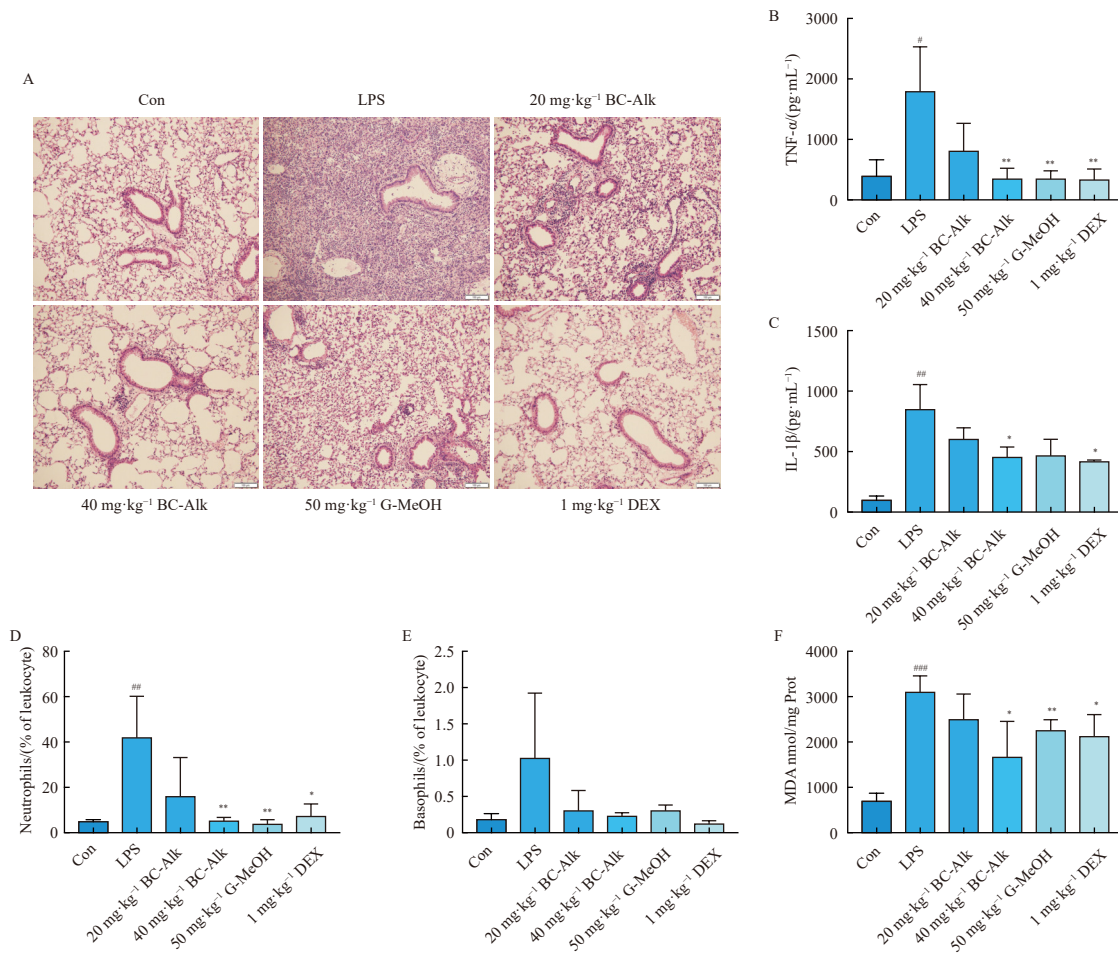 A
Con
LPS
20 mg·kg⁻¹ BC-Alk
40 mg·kg⁻¹ BC-Alk
50 mg·kg⁻¹ G-MeOH
1 mg·kg⁻¹ DEX
B
TNF-α/(pg·mL⁻¹)
3000
2000
1000
0
#
**
**
**
Con
LPS
20 mg·kg⁻¹ BC-Alk
40 mg·kg⁻¹ BC-Alk
50 mg·kg⁻¹ G-MeOH
1 mg·kg⁻¹ DEX
C
IL-1β/(pg·mL⁻¹)
1500
1000
500
0
##
*
*
Con
LPS
20 mg·kg⁻¹ BC-Alk
40 mg·kg⁻¹ BC-Alk
50 mg·kg⁻¹ G-MeOH
1 mg·kg⁻¹ DEX
D
Neutrophils/(% of leukocyte)
80
60
40
20
0
##
**
**
*
Con
LPS
20 mg·kg⁻¹ BC-Alk
40 mg·kg⁻¹ BC-Alk
50 mg·kg⁻¹ G-MeOH
1 mg·kg⁻¹ DEX
E
Basophils/(% of leukocyte)
2.5
2.0
1.5
1.0
0.5
0
Con
LPS
20 mg·kg⁻¹ BC-Alk
40 mg·kg⁻¹ BC-Alk
50 mg·kg⁻¹ G-MeOH
1 mg·kg⁻¹ DEX
F
MDA nmol/mg Prot
4000
3000
2000
1000
0
###
*
**
*
Con
LPS
20 mg·kg⁻¹ BC-Alk
40 mg·kg⁻¹ BC-Alk
50 mg·kg⁻¹ G-MeOH
1 mg·kg⁻¹ DEX